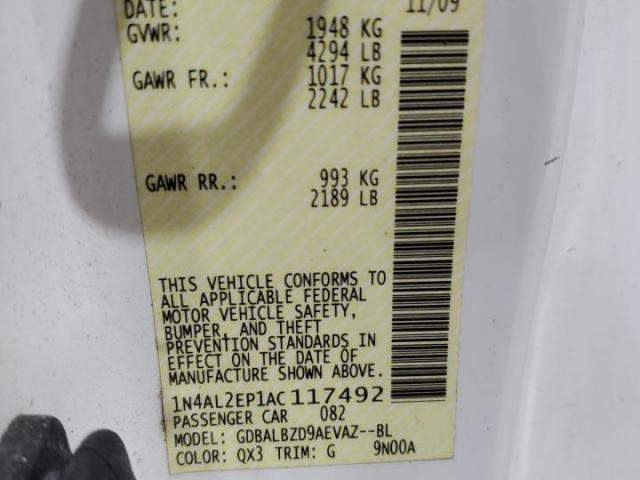 DATE: 11/09
GVWR: 1948 KG
4294 LB
GAWR FR.: 1017 KG
2242 LB
GAWR RR.: 993 KG
2189 LB
THIS VEHICLE CONFORMS TO
ALL APPLICABLE FEDERAL
MOTOR VEHICLE SAFETY,
BUMPER, AND THEFT
PREVENTION STANDARDS IN
EFFECT ON THE DATE OF
MANUFACTURE SHOWN ABOVE.
1N4AL2EP1AC117492
PASSENGER CAR 082
MODEL: GDBALBZD9AEVAZ--BL
COLOR: QX3 TRIM: G 9N00A